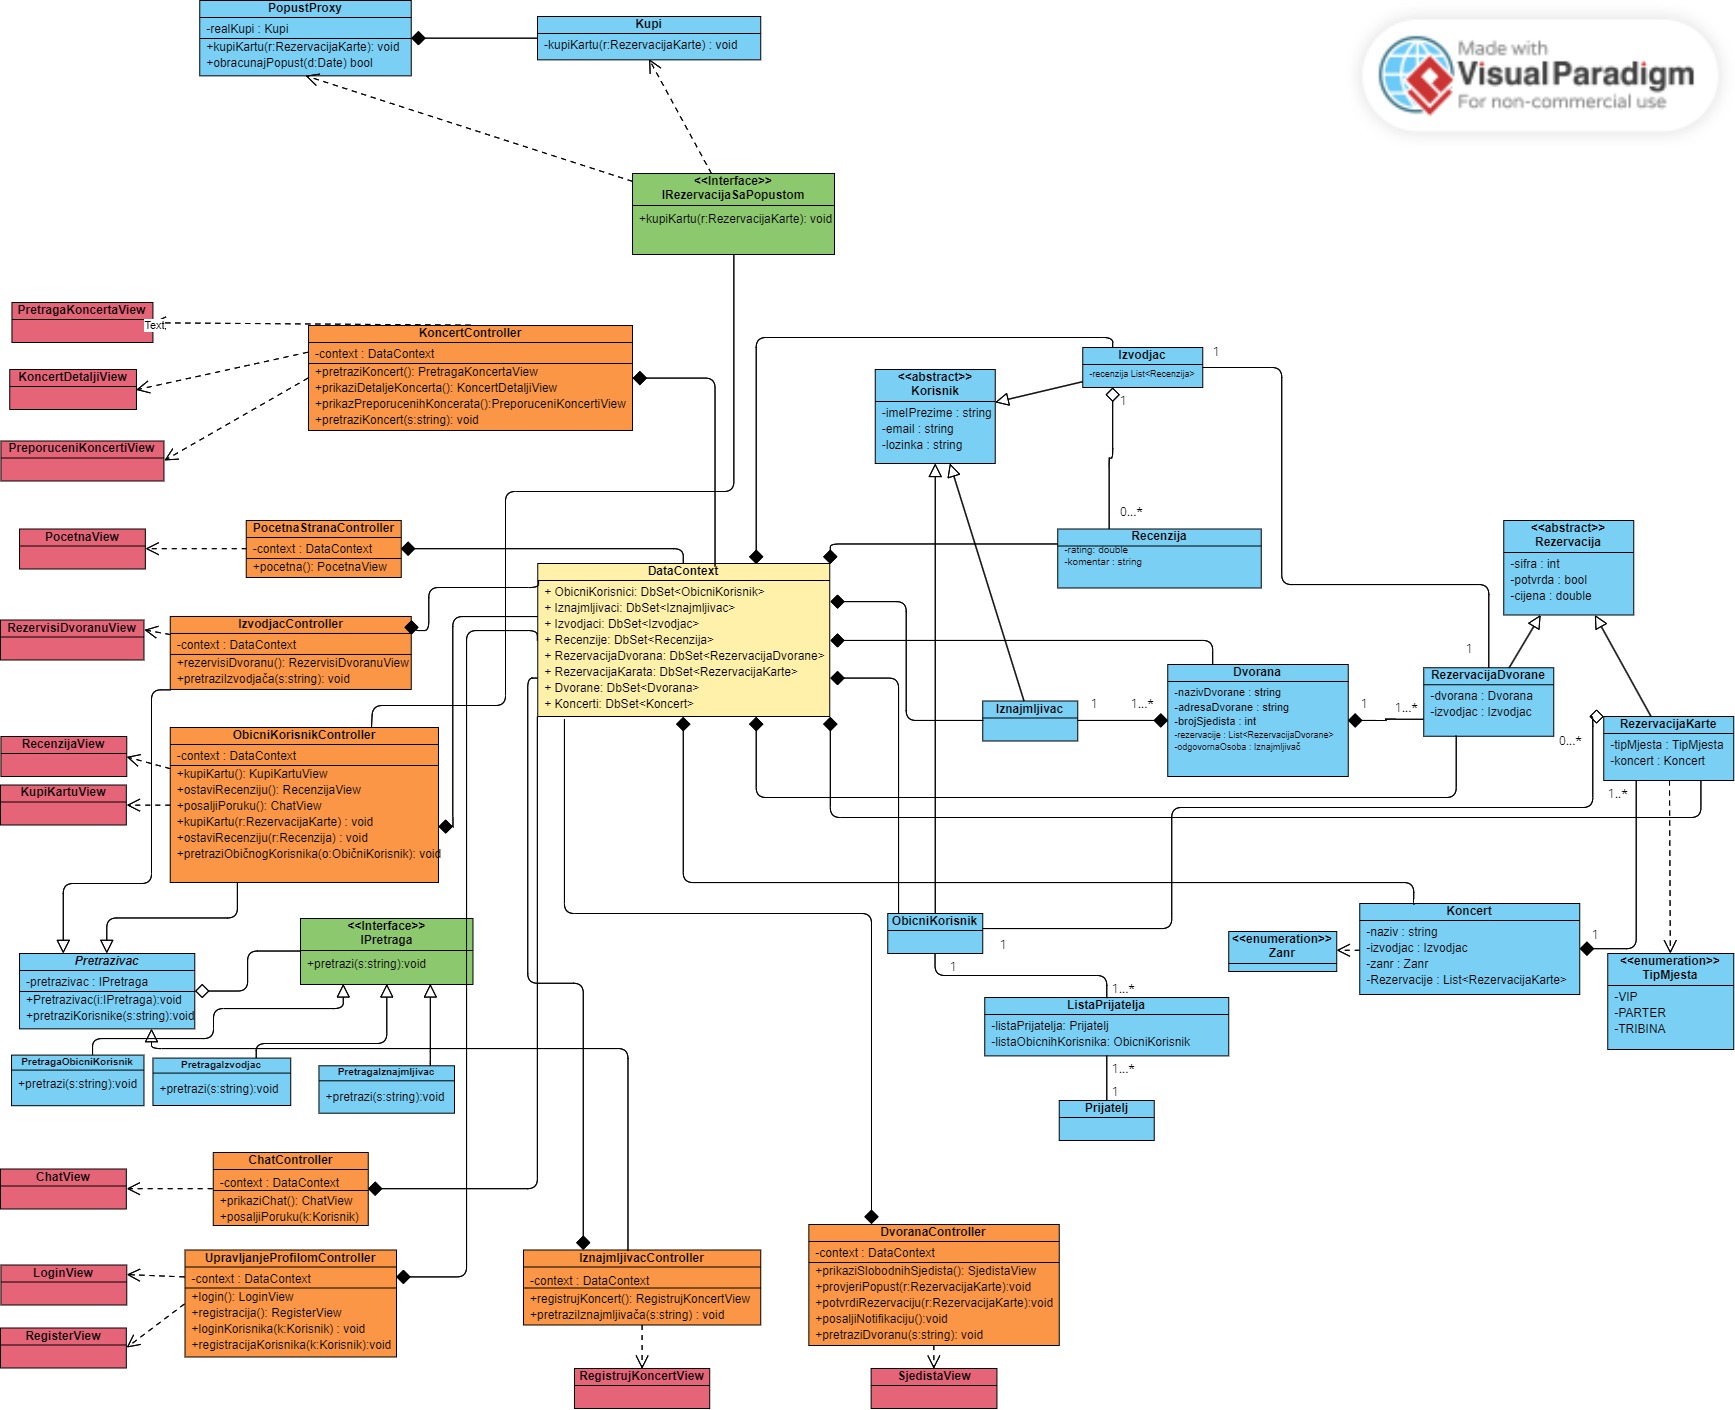 PopustProxy
-realKupi : Kupi
+kupiKartu(r:RezervacijaKarte): void
+obracunajPopust(d:Date) bool
Kupi
-kupiKartu(r:RezervacijaKarte) : void
Made with
Visual Paradigm
For non-commercial use
<<Interface>>
IRezervacijaSaPopustom
+kupiKartu(r:RezervacijaKarte): void
PretragaKoncertaView
Text
KoncertController
-context : DataContext
+pretraziKoncert(): PretragaKoncertaView
+prikaziDetaljeKoncerta(): KoncertDetaljiView
+prikazPreporucenihKoncerata():PreporuceniKoncertiView
+pretraziKoncert(s:string): void
KoncertDetaljiView
PreporuceniKoncertiView
Izvodjac
-recenzija List<Recenzija>
1
1
<<abstract>>
Korisnik
-imeIPrezime : string
-email : string
-lozinka : string
0...*
Recenzija
-rating: double
-komentar : string
<<abstract>>
Rezervacija
-sifra : int
-potvrda : bool
-cijena : double
PocetnaView
PocetnaStranaController
-context : DataContext
+pocetna(): PocetnaView
DataContext
+ ObicniKorisnici: DbSet<ObicniKorisnik>
+ Iznajmljivaci: DbSet<Iznajmljivac>
+ Izvodjaci: DbSet<Izvodjac>
+ Recenzije: DbSet<Recenzija>
+ RezervacijaDvorana: DbSet<RezervacijaDvorane>
+ RezervacijaKarata: DbSet<RezervacijaKarte>
+ Dvorane: DbSet<Dvorana>
+ Koncerti: DbSet<Koncert>
RezervisiDvoranuView
IzvodjacController
-context : DataContext
+rezervisiDvoranu(): RezervisiDvoranuView
+pretraziIzvodjača(s:string): void
Iznajmljivac
1
1...*
Dvorana
-nazivDvorane : string
-adresaDvorane : string
-brojSjedista : int
-rezervacije : List<RezervacijaDvorane>
-odgovornaOsoba : Iznajmljivač
1
1...*
1
RezervacijaDvorane
-dvorana : Dvorana
-izvodjac : Izvodjac
0...*
RezervacijaKarte
-tipMjesta : TipMjesta
-koncert : Koncert
1..*
RecenzijaView
KupiKartuView
ObicniKorisnikController
-context : DataContext
+kupiKartu(): KupiKartuView
+ostaviRecenziju(): RecenzijaView
+posaljiPoruku(): ChatView
+kupiKartu(r:RezervacijaKarte) : void
+ostaviRecenziju(r:Recenzija) : void
+pretraziObičnogKorisnika(o:ObičniKorisnik): void
<<Interface>>
IPretraga
+pretrazi(s:string):void
Pretrazivac
-pretrazivac : IPretraga
+Pretrazivac(i:IPretraga):void
+pretraziKorisnike(s:string):void
PretragaObicniKorisnik
+pretrazi(s:string):void
PretragaIzvodjac
+pretrazi(s:string):void
PretragaIznajmljivac
+pretrazi(s:string):void
ObicniKorisnik
1
1
1...*
ListaPrijatelja
-listaPrijatelja: Prijatelj
-listaObicnihKorisnika: ObicniKorisnik
1...*
1
Prijatelj
<<enumeration>>
Zanr
Koncert
-naziv : string
-izvodjac : Izvodjac
-zanr : Zanr
-Rezervacije : List<RezervacijaKarte>
1
<<enumeration>>
TipMjesta
-VIP
-PARTER
-TRIBINA
ChatView
ChatController
-context : DataContext
+prikaziChat(): ChatView
+posaljiPoruku(k:Korisnik)
LoginView
RegisterView
UpravljanjeProfilomController
-context : DataContext
+login(): LoginView
+registracija(): RegisterView
+loginKorisnika(k:Korisnik) : void
+registracijaKorisnika(k:Korisnik):void
IznajmljivacController
-context : DataContext
+registrujKoncert(): RegistrujKoncertView
+pretraziIznajmljivača(s:string) : void
RegistrujKoncertView
DvoranaController
-context : DataContext
+prikaziSlobodnihSjedista(): SjedistaView
+provjeriPopust(r:RezervacijaKarte):void
+potvrdiRezervaciju(r:RezervacijaKarte):void
+posaljiNotifikaciju():void
+pretraziDvoranu(s:string): void
SjedistaView